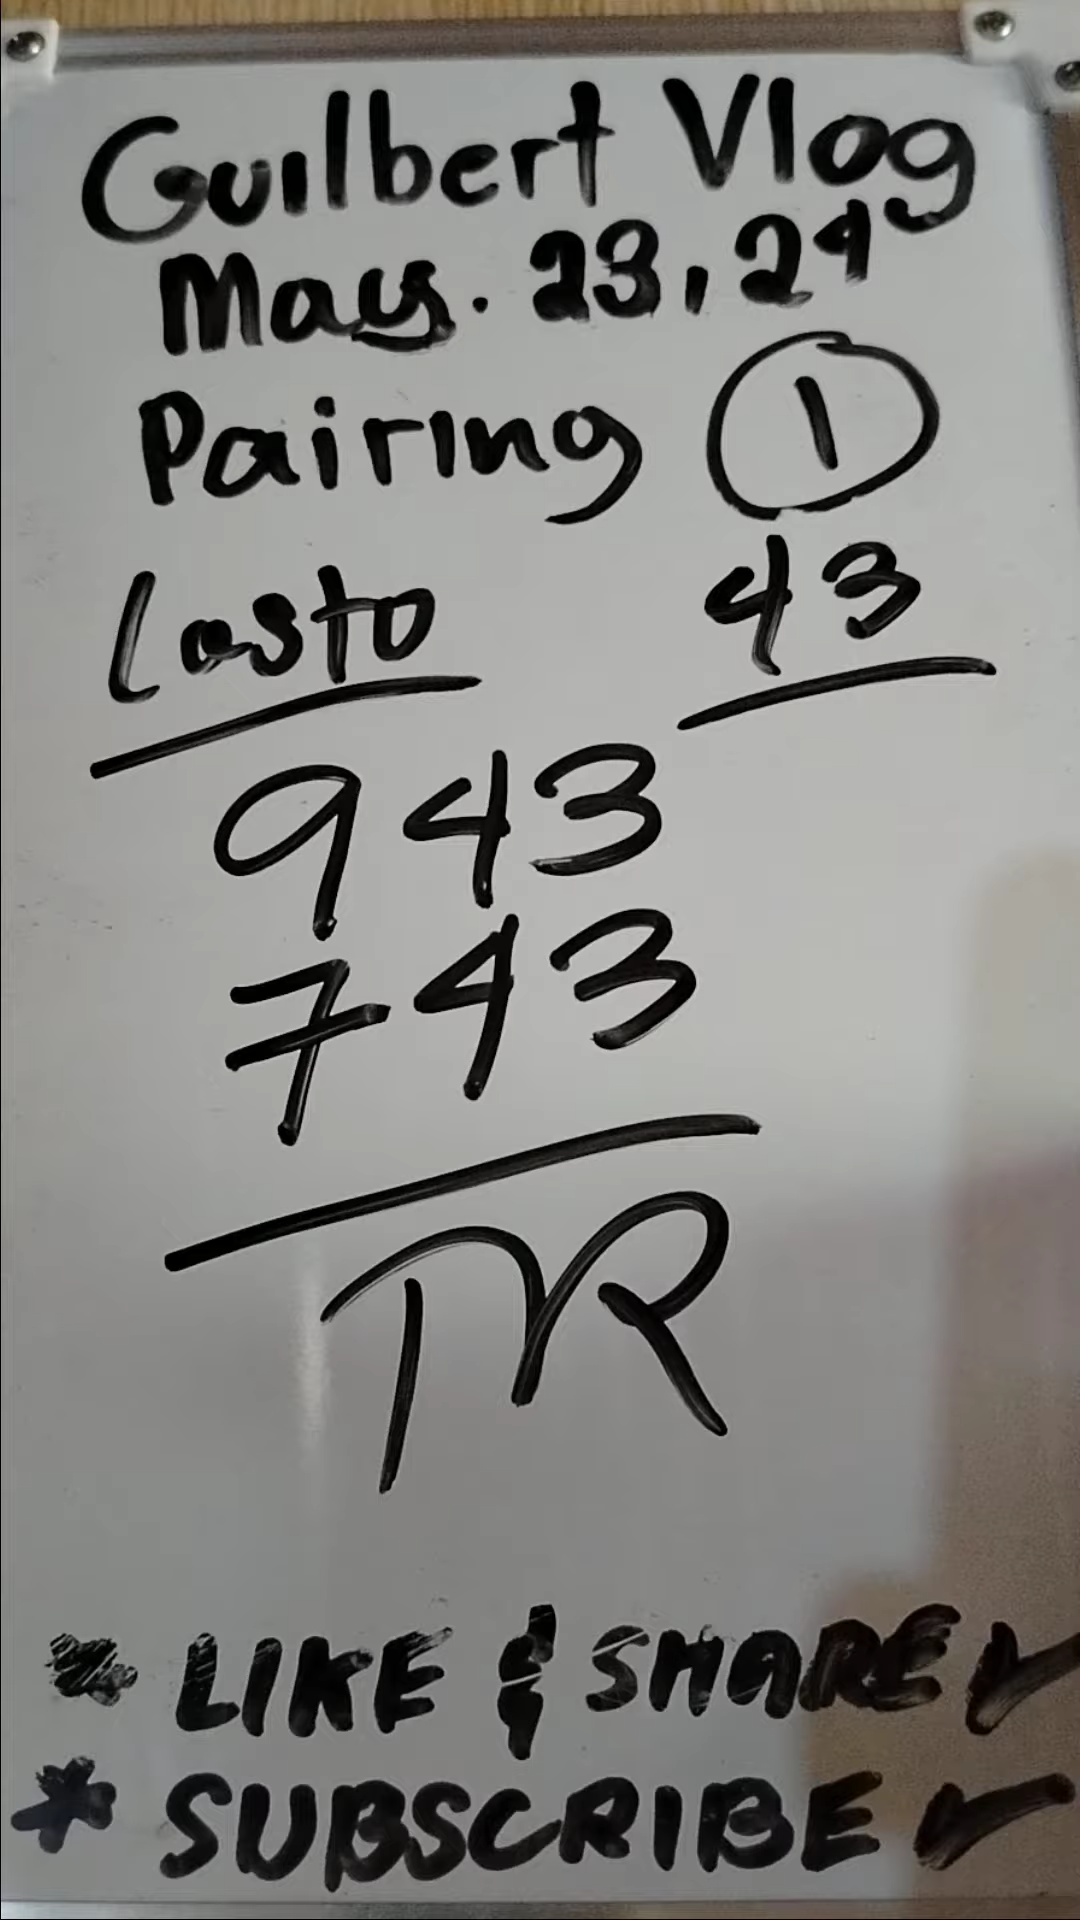 Guilbert Vlog
May. 23, 24
Pairing 1
Lasto 43
943
743
TR
* LIKE & SHARE ✓
* SUBSCRIBE ✓